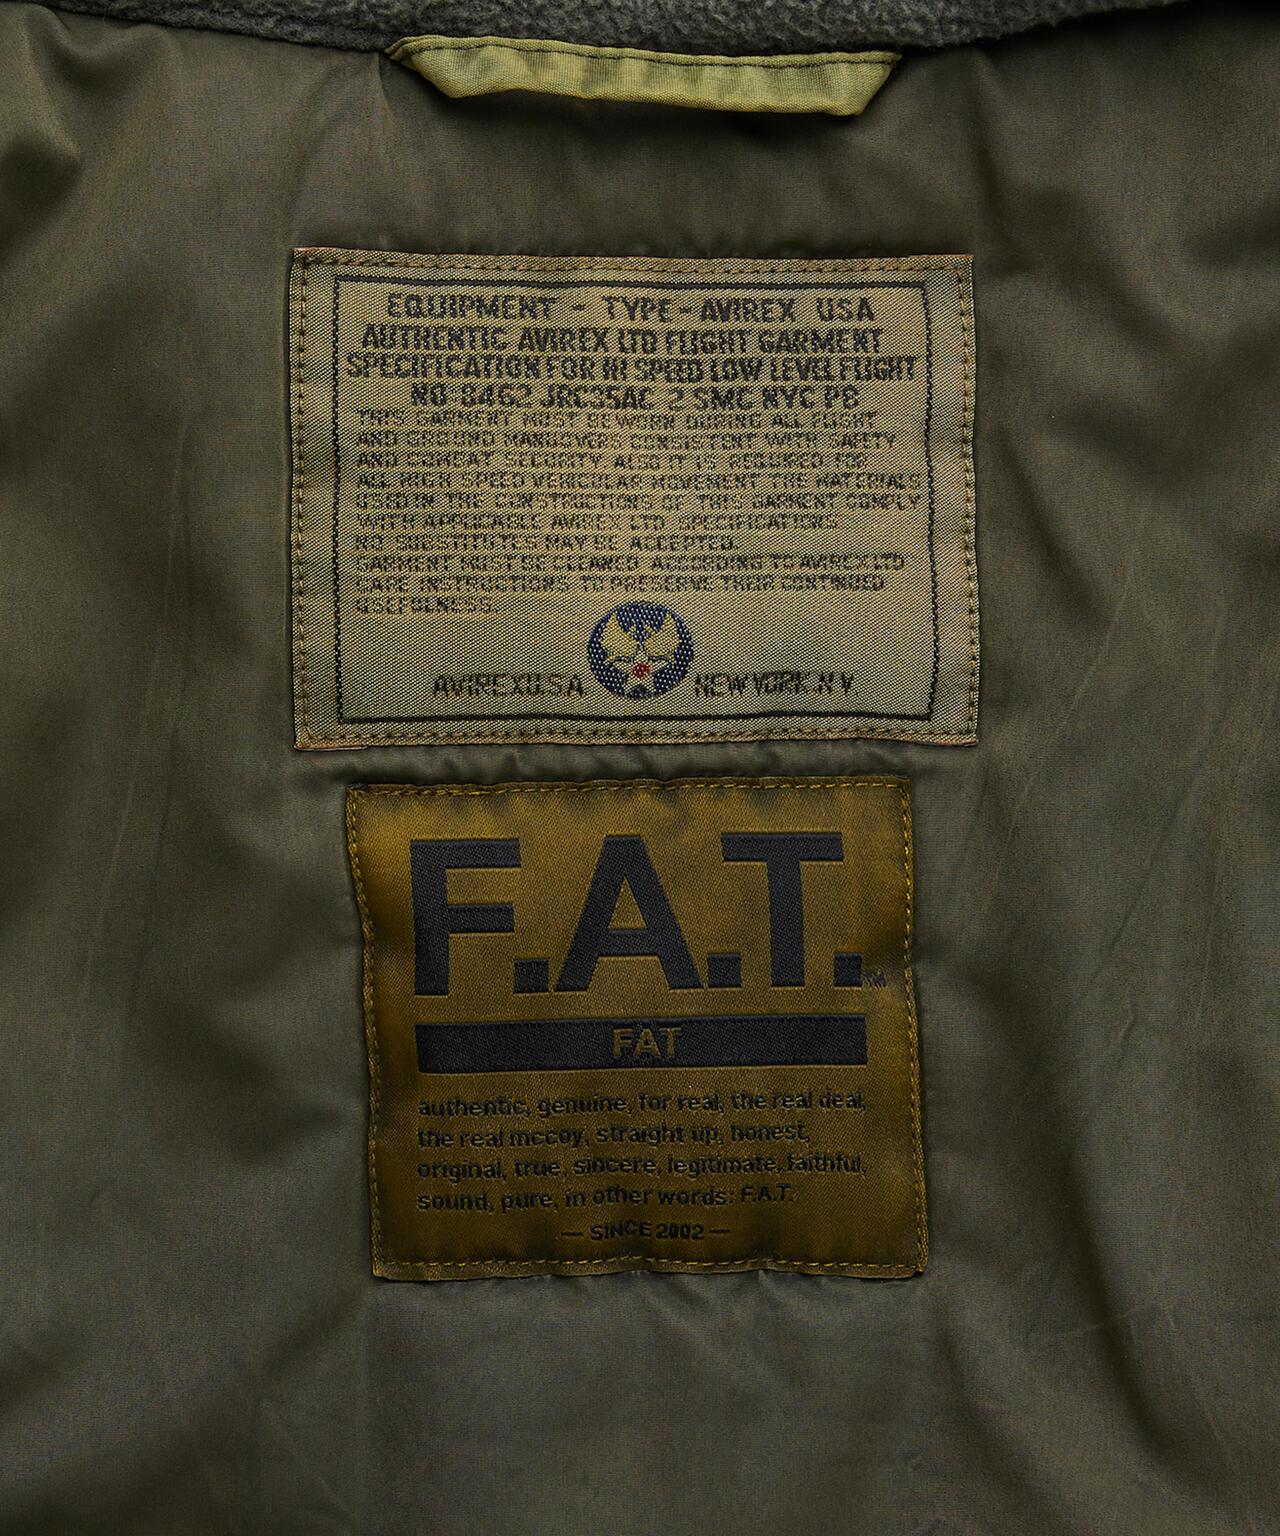 EQUIPMENT - TYPE - AVIREX USA
AUTHENTIC AVIREX LTD FLIGHT GARMENT
SPECIFICATION FOR HI SPEED LOW LEVEL FLIGHT
NO 8462 JRC35AC 2 SMC NYC PB
THIS GARMENT MUST BE WORN DURING ALL FLIGHT
AND GROUND MANUOVERS CONSISTENT WITH SAFETY
AND COMBAT SECURITY. ALSO IT IS REQUIRED FOR
ALL HIGH SPEED VEHICULAR MOVEMENT THE MATERIALS
USED IN THE CONSTRUCTIONS OF THIS GARMENT COMPLY
WITH APPLICABLE AVIREX LTD SPECIFICATIONS
NO SUBSTITUTES MAY BE ACCEPTED.
GARMENT MUST BE CLEANED ACCORDING TO AVIREX LTD
CARE INSTRUCTIONS TO PRESERVE THEIR CONTINUED
USEFULNESS.
AVIREX U.S.A NEW YORK. N Y
F.A.T.
FAT
authentic, genuine, for real, the real deal,
the real mccoy, straight up, honest,
original, true, sincere, legitimate, faithful,
sound, pure, in other words: F.A.T.
— SINCE 2002 —